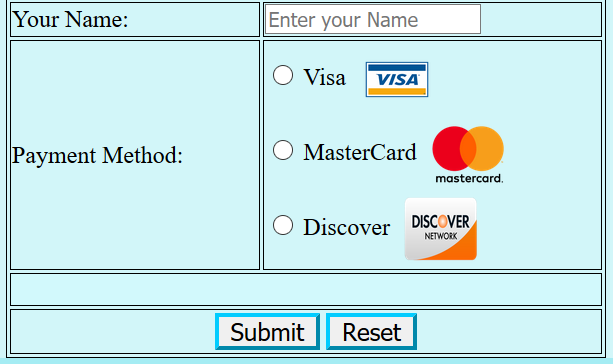 Your Name: Enter your Name
Visa VISA
Payment Method:
MasterCard mastercard.
Discover DISCOVER NETWORK
Submit Reset